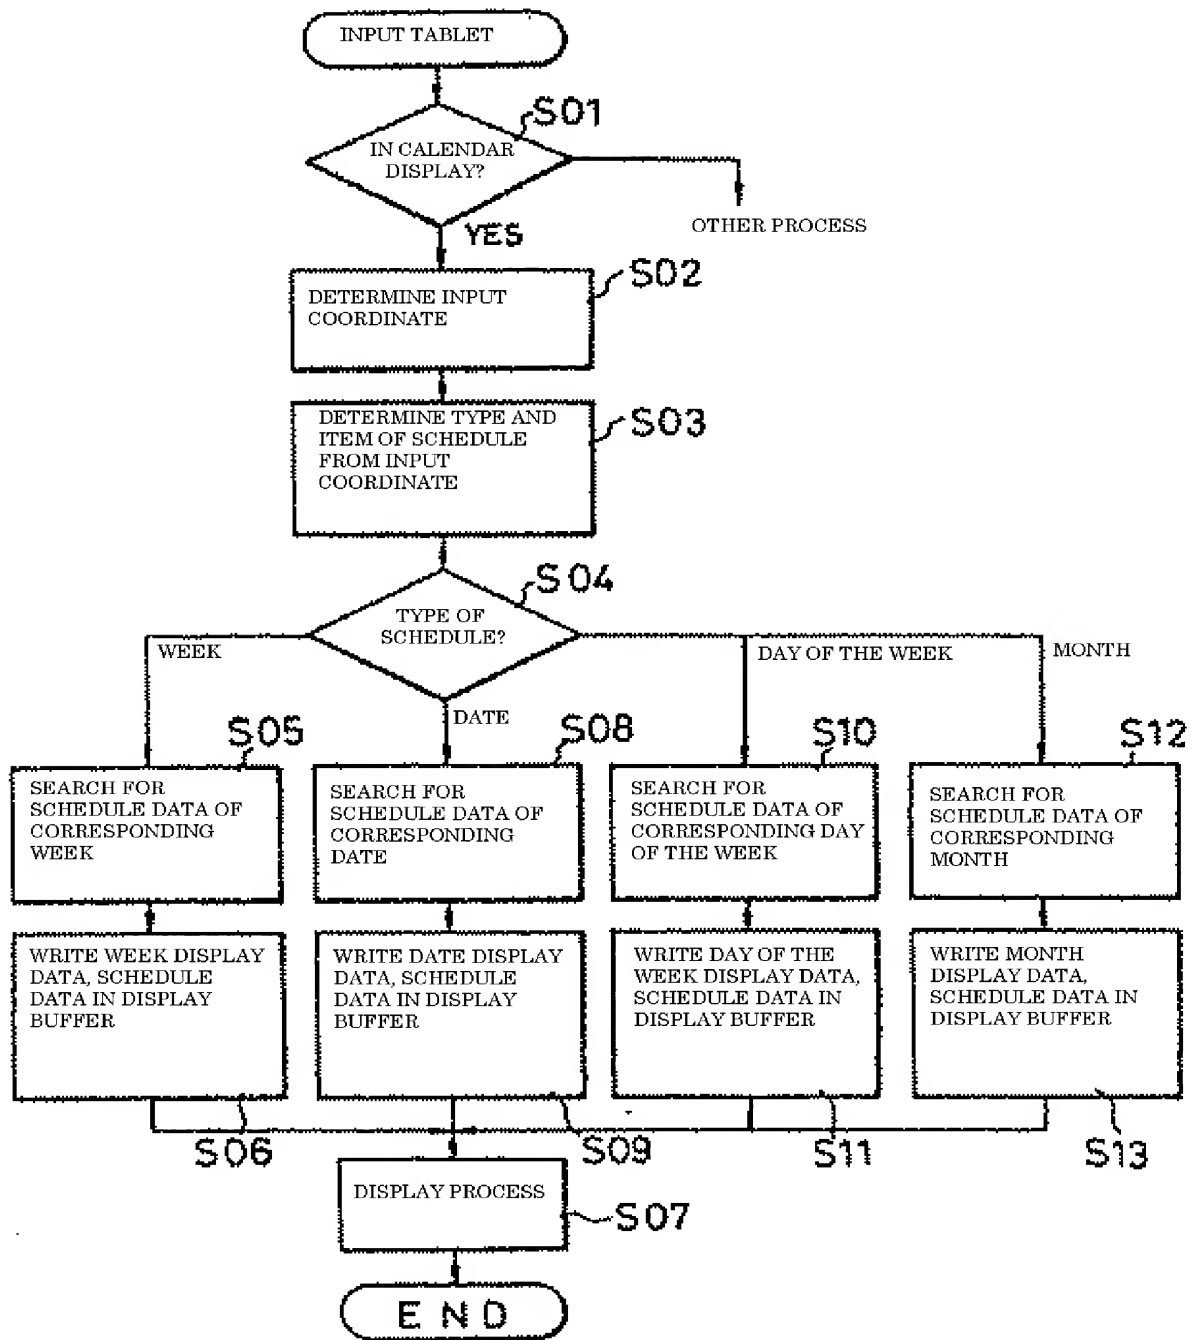 INPUT TABLET
S01
IN CALENDAR
DISPLAY?
OTHER PROCESS
YES
S02
DETERMINE INPUT
COORDINATE
S03
DETERMINE TYPE AND
ITEM OF SCHEDULE
FROM INPUT
COORDINATE
S04
TYPE OF
SCHEDULE?
WEEK
DATE
DAY OF THE WEEK
MONTH
S05
SEARCH FOR
SCHEDULE DATA OF
CORRESPONDING
WEEK
S08
SEARCH FOR
SCHEDULE DATA OF
CORRESPONDING
DATE
S10
SEARCH FOR
SCHEDULE DATA OF
CORRESPONDING DAY
OF THE WEEK
S12
SEARCH FOR
SCHEDULE DATA OF
CORRESPONDING
MONTH
WRITE WEEK DISPLAY
DATA, SCHEDULE
DATA IN DISPLAY
BUFFER
S06
WRITE DATE DISPLAY
DATA, SCHEDULE
DATA IN DISPLAY
BUFFER
S09
WRITE DAY OF THE
WEEK DISPLAY DATA,
SCHEDULE DATA IN
DISPLAY BUFFER
S11
WRITE MONTH
DISPLAY DATA,
SCHEDULE DATA IN
DISPLAY BUFFER
S13
DISPLAY PROCESS
S07
END